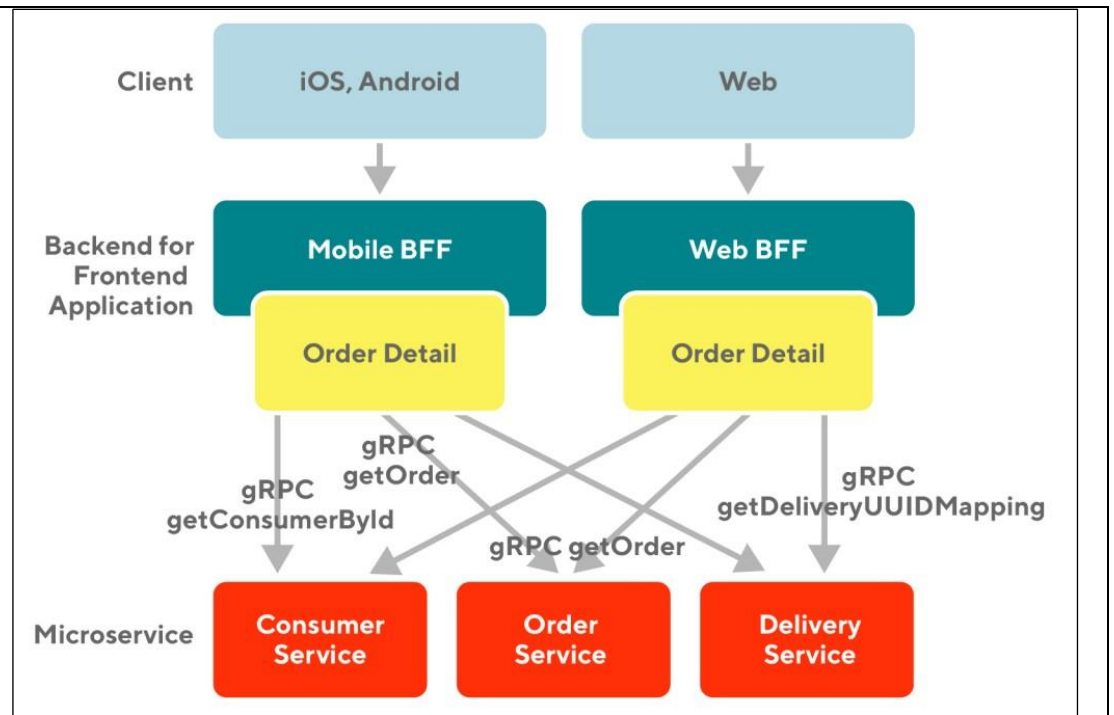 Client
iOS, Android
Web
Backend for
Frontend
Application
Mobile BFF
Web BFF
Order Detail
Order Detail
gRPC
getConsumerById
gRPC
getOrder
gRPC getOrder
gRPC
getDeliveryUUIDMapping
Microservice
Consumer
Service
Order
Service
Delivery
Service